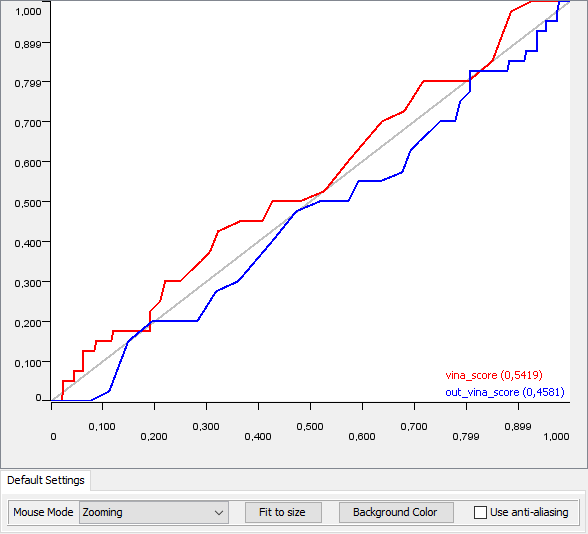 1,000
0,899
0,799
0,700
0,600
0,500
0,400
0,300
0,200
0,100
0
vina_score (0,5419)
out_vina_score (0,4581)
0,100 0,300 0,500 0,700 0,899
0 0,200 0,400 0,600 0,799 1,000
Default Settings
Mouse Mode Zooming Fit to size Background Color Use anti-aliasing